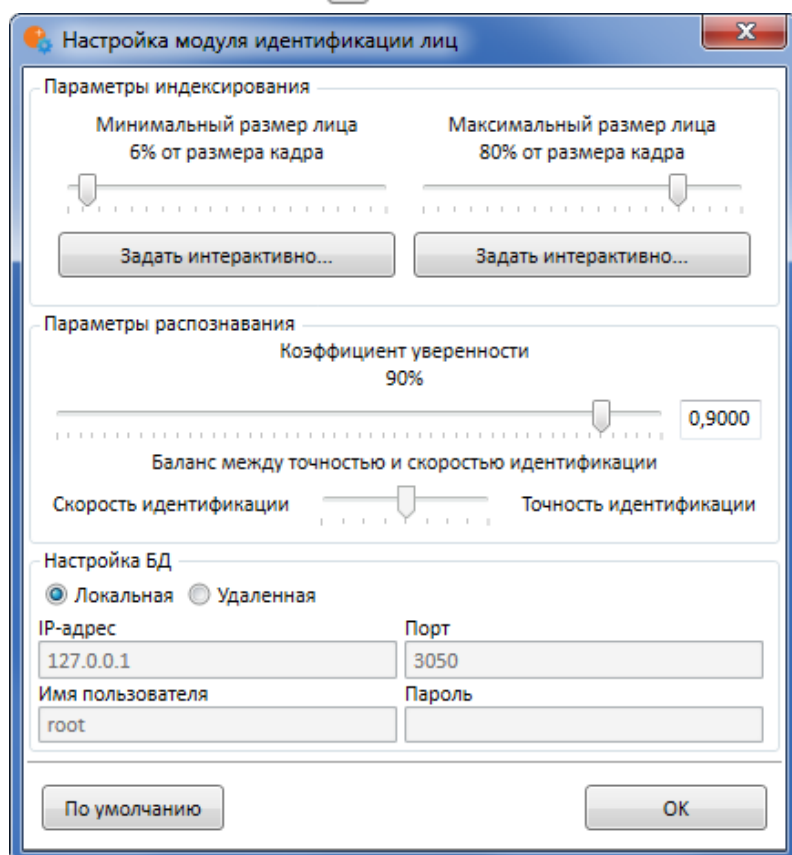 Настройка модуля идентификации лиц
Параметры индексирования
Минимальный размер лица
6% от размера кадра
Максимальный размер лица
80% от размера кадра
Задать интерактивно...
Задать интерактивно...
Параметры распознавания
Коэффициент уверенности
90%
0,9000
Баланс между точностью и скоростью идентификации
Скорость идентификации
Точность идентификации
Настройка БД
Локальная
Удаленная
IP-адрес
Порт
127.0.0.1
3050
Имя пользователя
Пароль
root
По умолчанию
OK